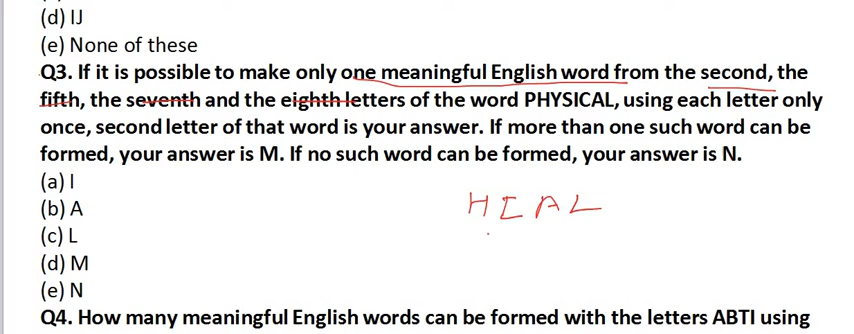 (d) IJ
(e) None of these
Q3. If it is possible to make only one meaningful English word from the second, the
fifth, the seventh and the eighth letters of the word PHYSICAL, using each letter only
once, second letter of that word is your answer. If more than one such word can be
formed, your answer is M. If no such word can be formed, your answer is N.
(a) I
(b) A
HIAL
(c) L
(d) M
(e) N
Q4. How many meaningful English words can be formed with the letters ABTI using